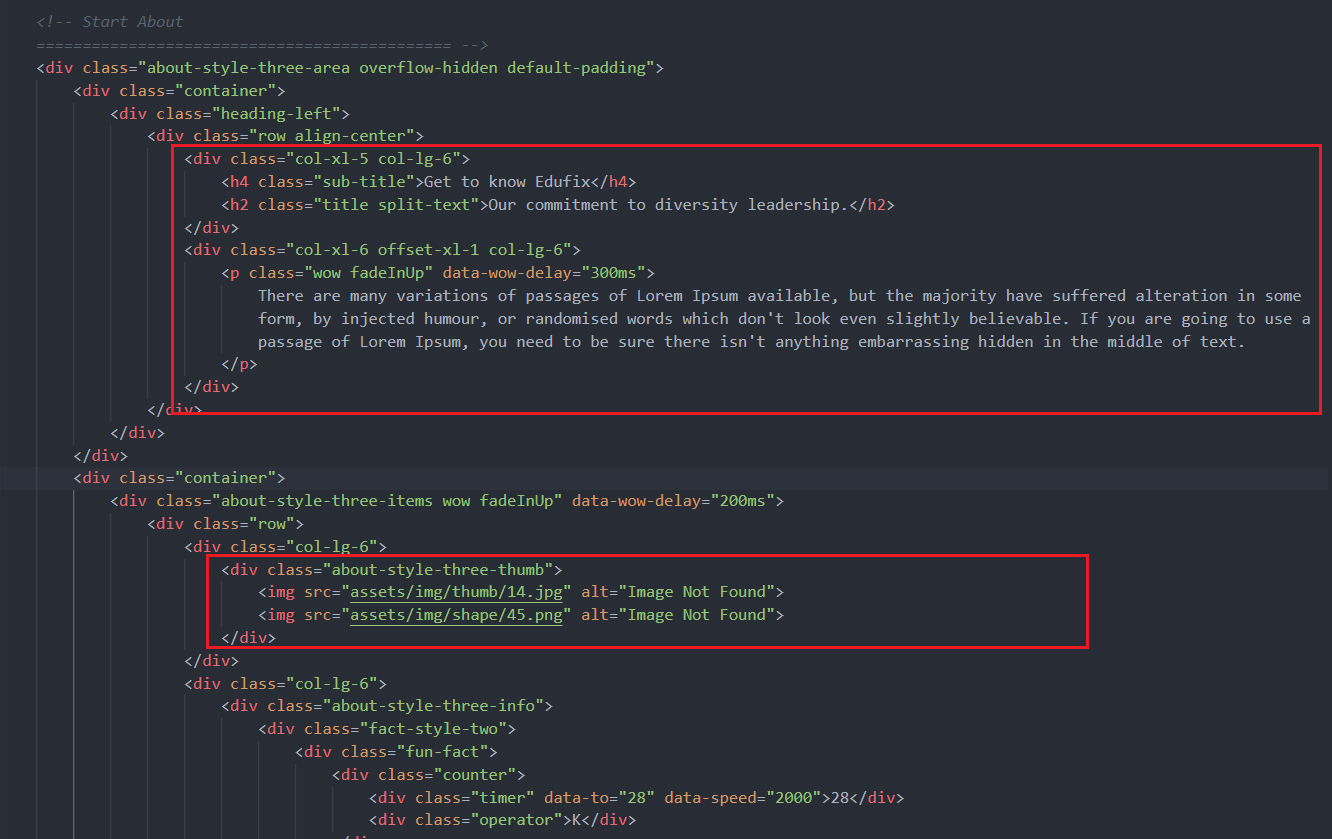 <!-- Start About
============================================= -->
<div class="about-style-three-area overflow-hidden default-padding">
<div class="container">
<div class="heading-left">
<div class="row align-center">
<div class="col-xl-5 col-lg-6">
<h4 class="sub-title">Get to know Edufix</h4>
<h2 class="title split-text">Our commitment to diversity leadership.</h2>
</div>
<div class="col-xl-6 offset-xl-1 col-lg-6">
<p class="wow fadeInUp" data-wow-delay="300ms">
There are many variations of passages of Lorem Ipsum available, but the majority have suffered alteration in some
form, by injected humour, or randomised words which don't look even slightly believable. If you are going to use a
passage of Lorem Ipsum, you need to be sure there isn't anything embarrassing hidden in the middle of text.
</p>
</div>
</div>
</div>
</div>
<div class="container">
<div class="about-style-three-items wow fadeInUp" data-wow-delay="200ms">
<div class="row">
<div class="col-lg-6">
<div class="about-style-three-thumb">
<img src="assets/img/thumb/14.jpg" alt="Image Not Found">
<img src="assets/img/shape/45.png" alt="Image Not Found">
</div>
</div>
<div class="col-lg-6">
<div class="about-style-three-info">
<div class="fact-style-two">
<div class="fun-fact">
<div class="counter">
<div class="timer" data-to="28" data-speed="2000">28</div>
<div class="operator">K</div>